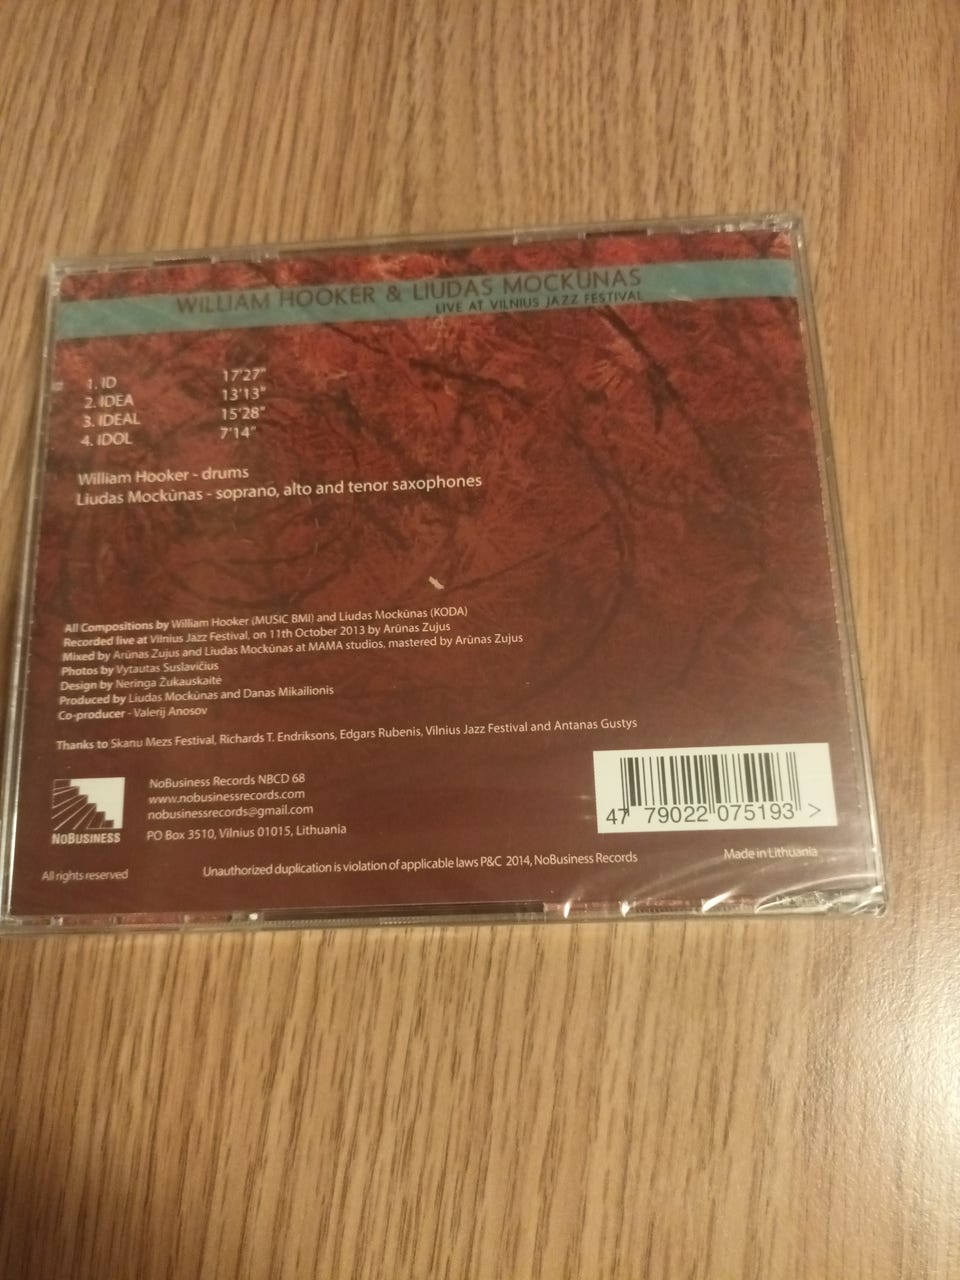 WILLIAM HOOKER & LIUDAS MOCKŪNAS
LIVE AT VILNIUS JAZZ FESTIVAL
1. ID 17'27"
2. IDEA 13'13"
3. IDEAL 15'28"
4. IDOL 7'14"
William Hooker - drums
Liudas Mockūnas - soprano, alto and tenor saxophones
All Compositions by William Hooker (MUSIC BMI) and Liudas Mockūnas (KODA)
Recorded live at Vilnius Jazz Festival, on 11th October 2013 by Arūnas Zujus
Mixed by Arūnas Zujus and Liudas Mockūnas at MAMA studios, mastered by Arūnas Zujus
Photos by Vytautas Suslavičius
Design by Neringa Žukauskaitė
Produced by Liudas Mockūnas and Danas Mikailionis
Co-producer - Valerij Anosov
Thanks to Skanu Mezs Festival, Richards T. Endriksons, Edgars Rubenis, Vilnius Jazz Festival and Antanas Gustys
NOBUSINESS
NoBusiness Records NBCD 68
www.nobusinessrecords.com
nobusinessrecords@gmail.com
PO Box 3510, Vilnius 01015, Lithuania
47 79022 075193 >
Made in Lithuania
All rights reserved
Unauthorized duplication is violation of applicable laws P&C 2014, NoBusiness Records